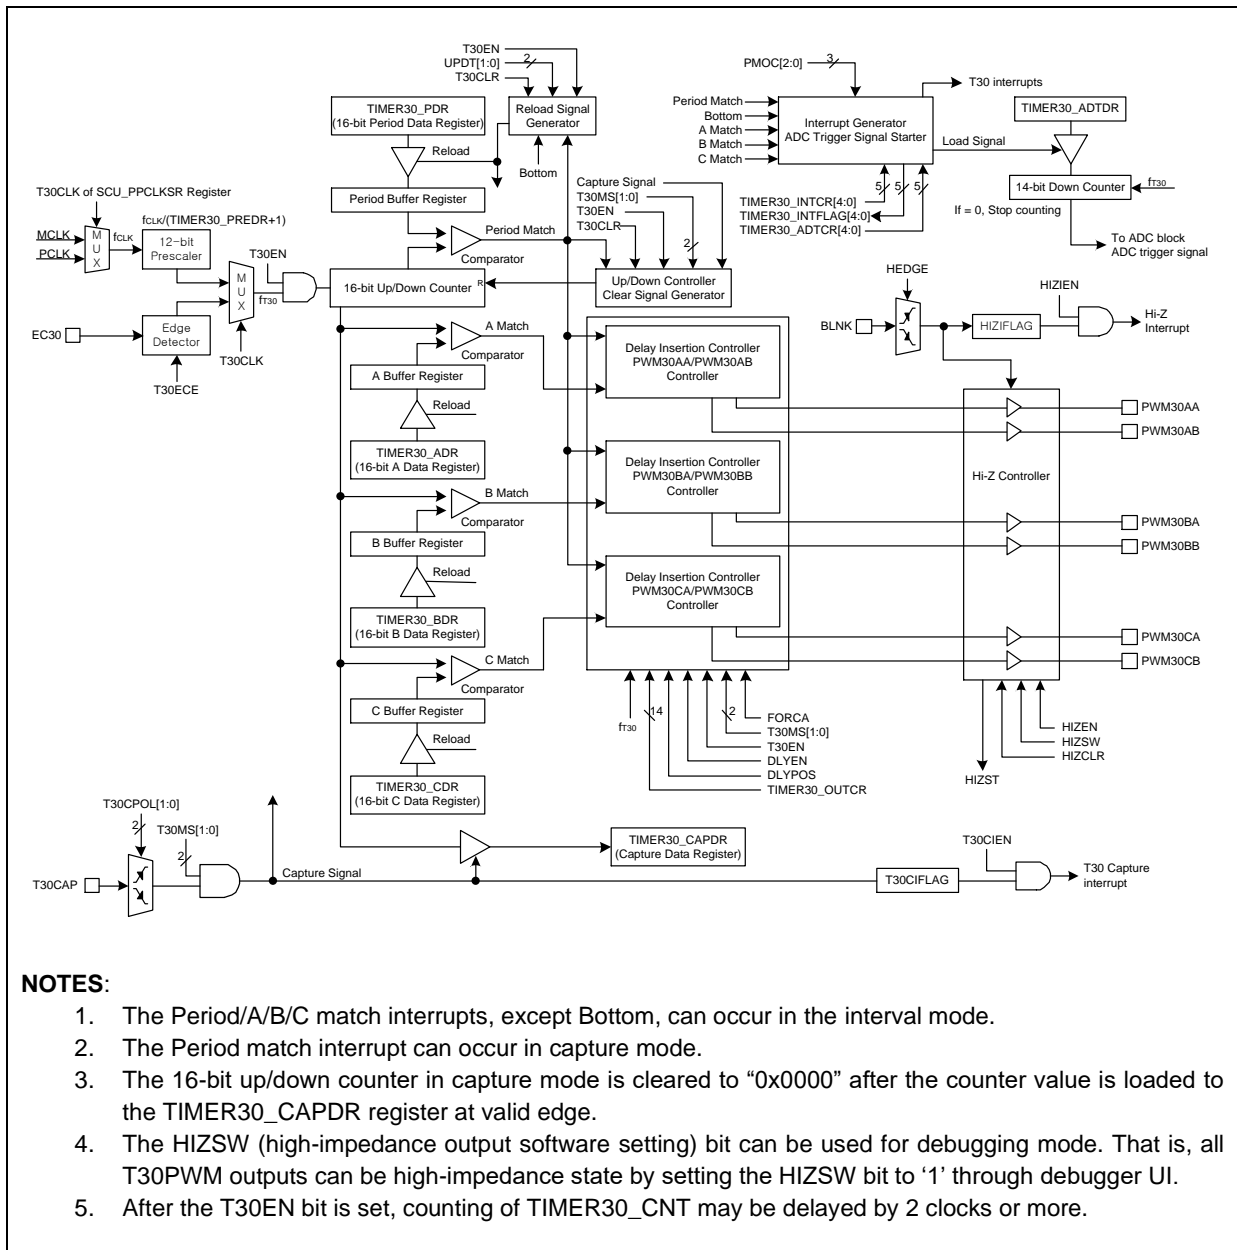 T30EN
UPDT[1:0]
2
T30CLR
TIMER30_PDR
(16-bit Period Data Register)
Reload Signal
Generator
Reload
Bottom
Period Buffer Register
PMOC[2:0]
3
T30 interrupts
Period Match
Bottom
A Match
B Match
C Match
Interrupt Generator
ADC Trigger Signal Starter
TIMER30_ADTDR
Load Signal
14-bit Down Counter
fT30
If = 0, Stop counting
To ADC block
ADC trigger signal
5
5
5
TIMER30_INTCR[4:0]
TIMER30_INTFLAG[4:0]
TIMER30_ADTCR[4:0]
Capture Signal
T30MS[1:0]
T30EN
T30CLR
2
T30CLK of SCU_PPCLKSR Register
MCLK
PCLK
M
U
X
fCLK
fCLK/(TIMER30_PREDR+1)
12-bit
Prescaler
EC30
Edge
Detector
T30ECE
M
U
X
T30CLK
T30EN
fT30
Period Match
Comparator
16-bit Up/Down Counter
R
Up/Down Controller
Clear Signal Generator
HEDGE
BLNK
HIZIFLAG
HIZIEN
Hi-Z
Interrupt
A Match
Comparator
A Buffer Register
Reload
TIMER30_ADR
(16-bit A Data Register)
Delay Insertion Controller
PWM30AA/PWM30AB
Controller
PWM30AA
PWM30AB
B Match
Comparator
B Buffer Register
Reload
TIMER30_BDR
(16-bit B Data Register)
Delay Insertion Controller
PWM30BA/PWM30BB
Controller
Hi-Z Controller
PWM30BA
PWM30BB
C Match
Comparator
C Buffer Register
Reload
TIMER30_CDR
(16-bit C Data Register)
Delay Insertion Controller
PWM30CA/PWM30CB
Controller
PWM30CA
PWM30CB
fT30
14
2
FORCA
T30MS[1:0]
T30EN
DLYEN
DLYPOS
TIMER30_OUTCR
HIZEN
HIZSW
HIZCLR
HIZST
T30CPOL[1:0]
2
T30MS[1:0]
2
T30CAP
Capture Signal
TIMER30_CAPDR
(Capture Data Register)
T30CIFLAG
T30CIEN
T30 Capture
interrupt
NOTES:
1. The Period/A/B/C match interrupts, except Bottom, can occur in the interval mode.
2. The Period match interrupt can occur in capture mode.
3. The 16-bit up/down counter in capture mode is cleared to “0x0000” after the counter value is loaded to
the TIMER30_CAPDR register at valid edge.
4. The HIZSW (high-impedance output software setting) bit can be used for debugging mode. That is, all
T30PWM outputs can be high-impedance state by setting the HIZSW bit to ‘1’ through debugger UI.
5. After the T30EN bit is set, counting of TIMER30_CNT may be delayed by 2 clocks or more.